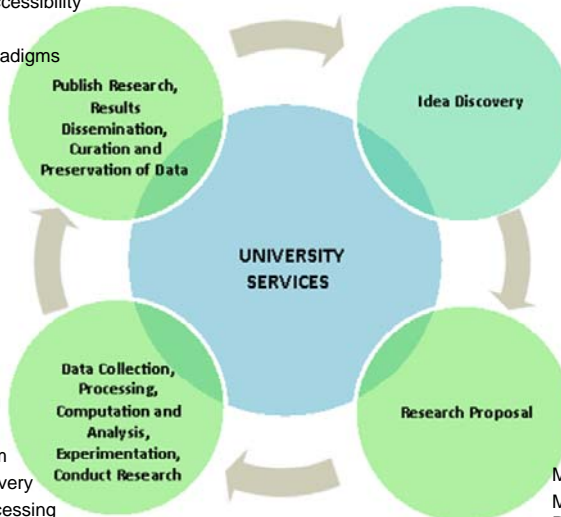 ccessibility
adigms
Publish Research,
Results
Dissemination,
Curation and
Preservation of Data
Idea Discovery
UNIVERSITY
SERVICES
Data Collection,
Processing,
Computation and
Analysis,
Experimentation,
Conduct Research
Research Proposal
very
cessing